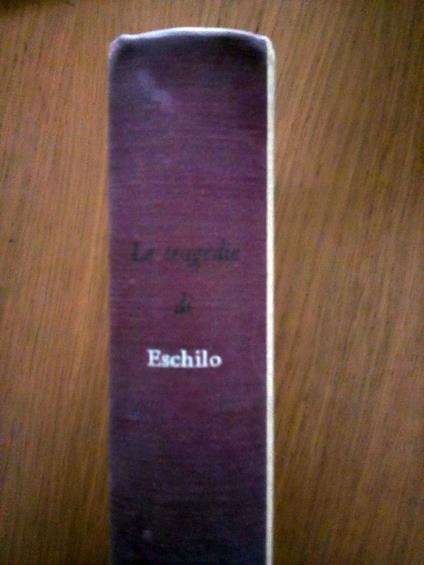 Le tragedie
di
Eschilo